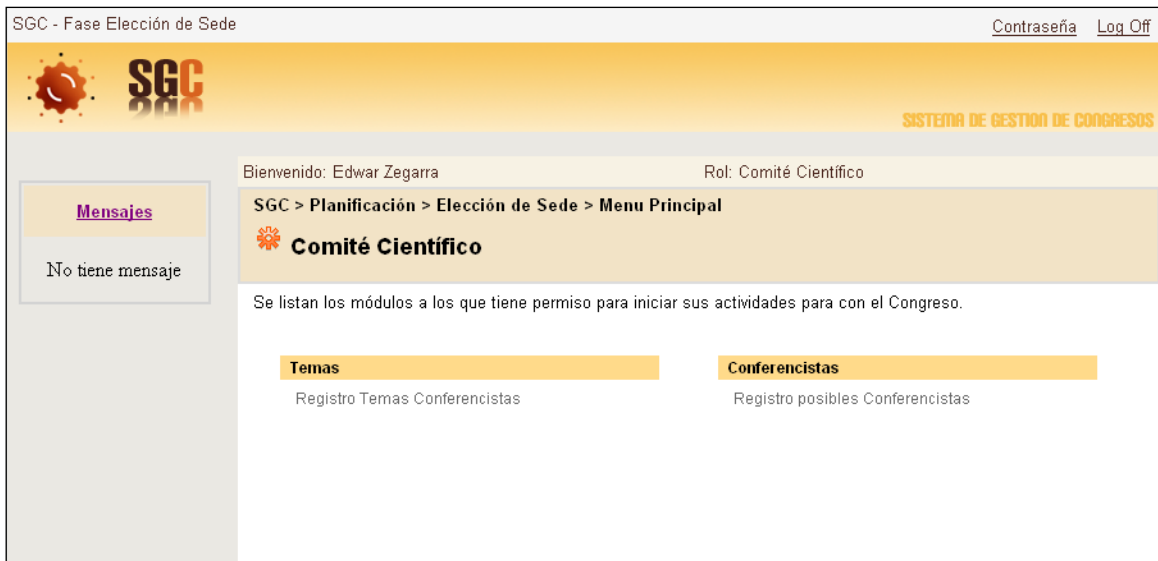 SGC - Fase Elección de Sede
Contraseña Log Off
SGC
SISTEMA DE GESTION DE CONGRESOS
Bienvenido: Edwar Zegarra Rol: Comité Científico
Mensajes
No tiene mensaje
SGC > Planificación > Elección de Sede > Menu Principal
Comité Científico
Se listan los módulos a los que tiene permiso para iniciar sus actividades para con el Congreso.
Temas
Registro Temas Conferencistas
Conferencistas
Registro posibles Conferencistas